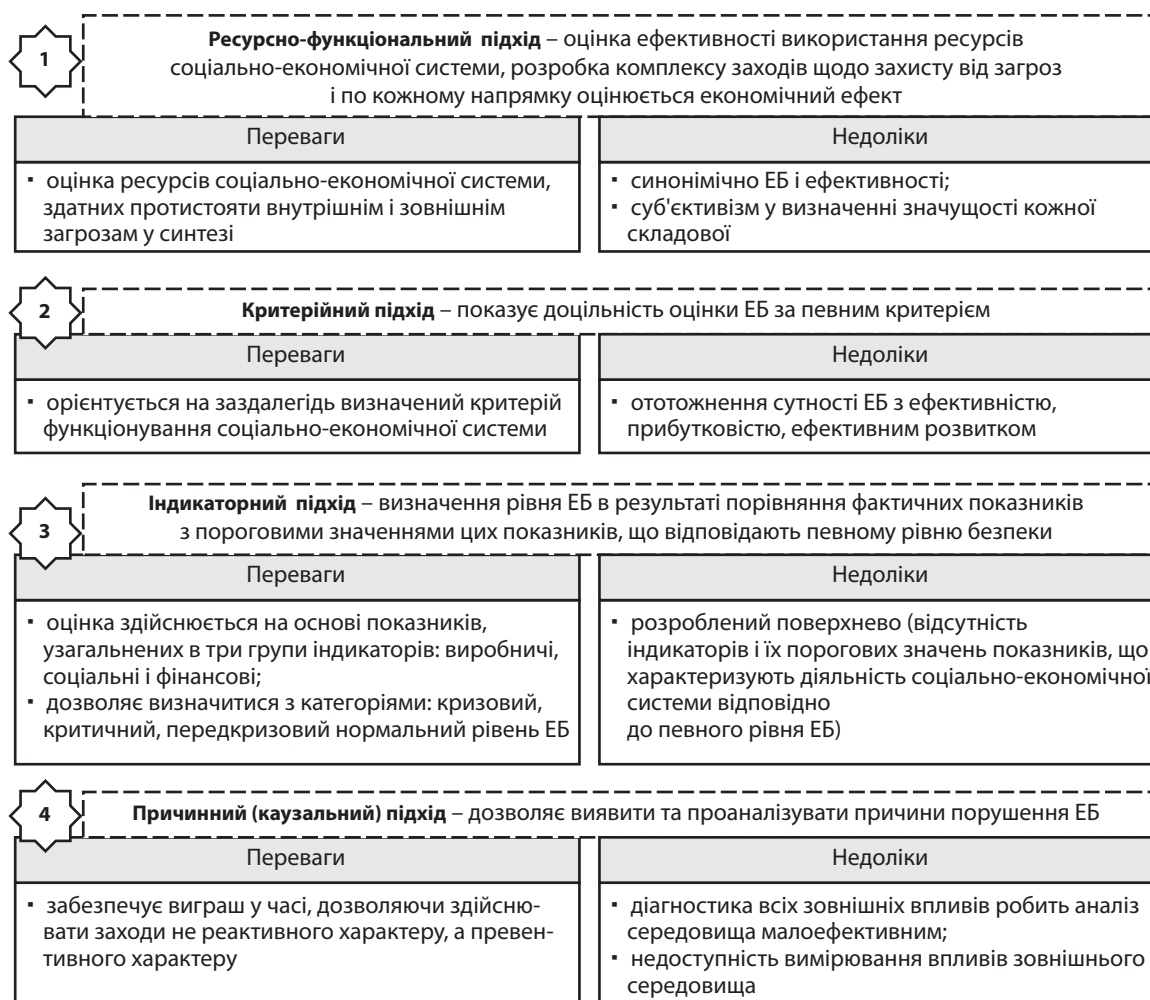 1
Ресурсно-функціональний підхід – оцінка ефективності використання ресурсів
соціально-економічної системи, розробка комплексу заходів щодо захисту від загроз
і по кожному напрямку оцінюється економічний ефект
Переваги
▪ оцінка ресурсів соціально-економічної системи,
здатних протистояти внутрішнім і зовнішнім
загрозам у синтезі
Недоліки
▪ синонімічно ЕБ і ефективності;
▪ суб'єктивізм у визначенні значущості кожної
складової
2
Критерійний підхід – показує доцільність оцінки ЕБ за певним критерієм
Переваги
▪ орієнтується на заздалегідь визначений критерій
функціонування соціально-економічної системи
Недоліки
▪ ототожнення сутності ЕБ з ефективністю,
прибутковістю, ефективним розвитком
3
Індикаторний підхід – визначення рівня ЕБ в результаті порівняння фактичних показників
з пороговими значеннями цих показників, що відповідають певному рівню безпеки
Переваги
▪ оцінка здійснюється на основі показників,
узагальнених в три групи індикаторів: виробничі,
соціальні і фінансові;
▪ дозволяє визначитися з категоріями: кризовий,
критичний, передкризовий нормальний рівень ЕБ
Недоліки
▪ розроблений поверхнево (відсутність
індикаторів і їх порогових значень показників, що
характеризують діяльність соціально-економічної
системи відповідно
до певного рівня ЕБ)
4
Причинний (каузальний) підхід – дозволяє виявити та проаналізувати причини порушення ЕБ
Переваги
▪ забезпечує виграш у часі, дозволяючи здійсню-
вати заходи не реактивного характеру, а превен-
тивного характеру
Недоліки
▪ діагностика всіх зовнішніх впливів робить аналіз
середовища малоефективним;
▪ недоступність вимірювання впливів зовнішнього
середовища